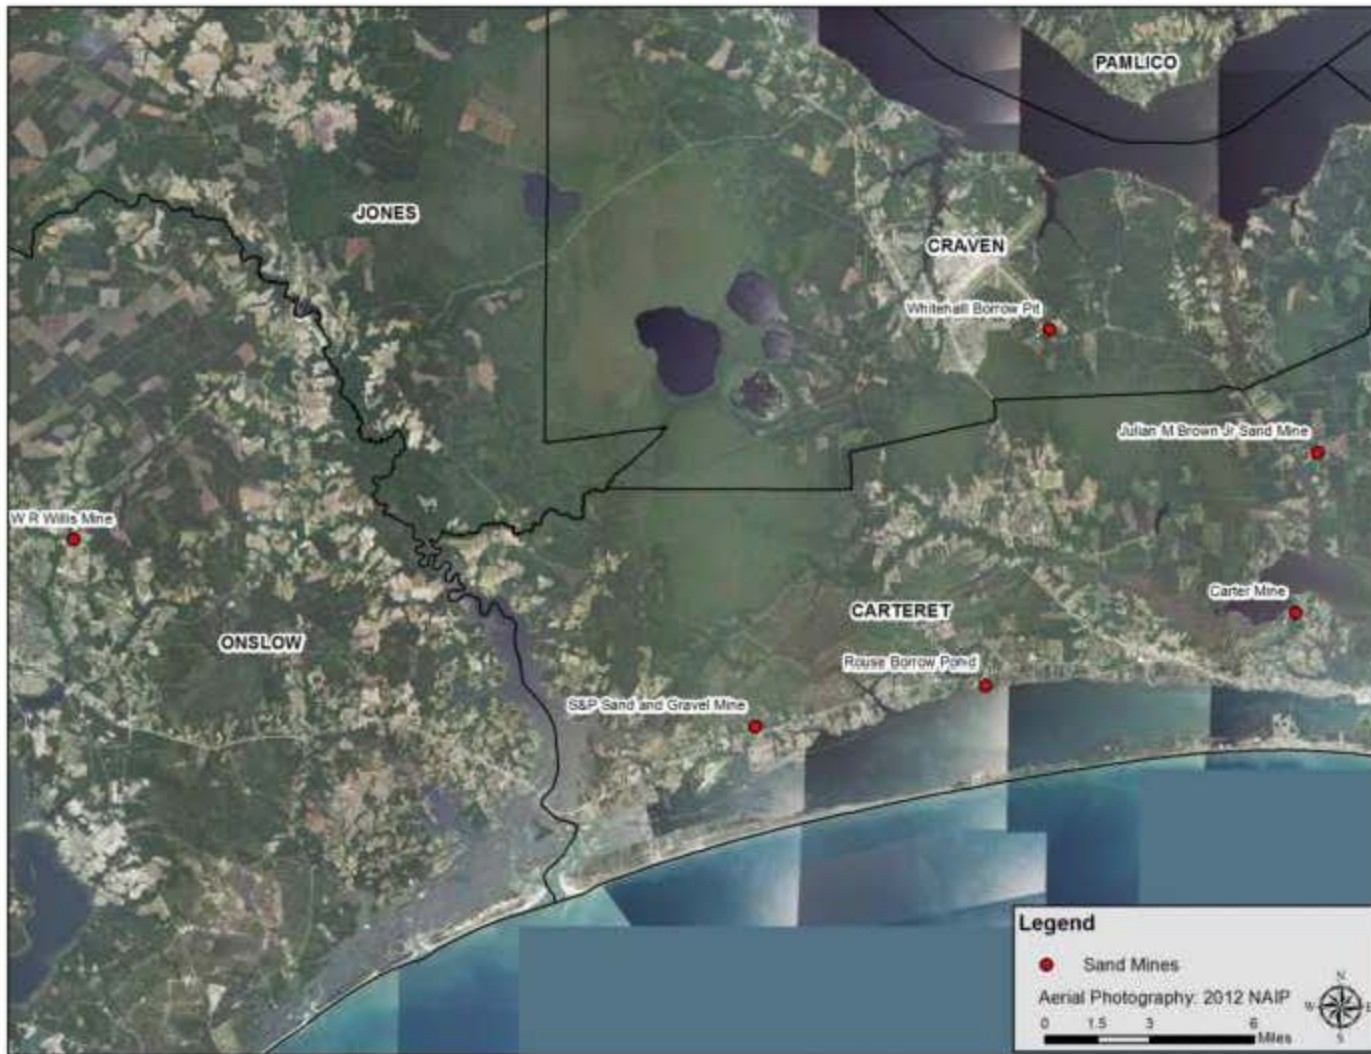 PAMLICO
JONES
CRAVEN
Whitehall Borrow Pit
Julian M Brown Jr Sand Mine
W R Willis Mine
Carter Mine
CARTERET
ONSLOW
Rouse Borrow Pond
S&P Sand and Gravel Mine
Legend
Sand Mines
Aerial Photography: 2012 NAIP
N
W E
S
0 1.5 3 6
Miles